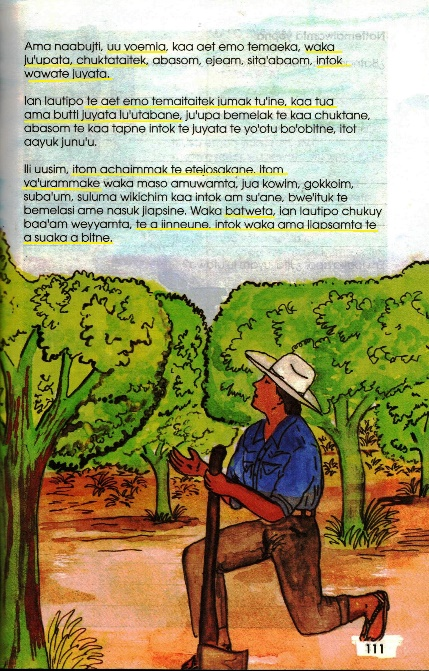 Ama naabujti, uu voemia, kaa aet emo temaeka, waka
ju'upata, chuktataitek, abasom, ejeam, sita'abaom, intok
wawate juyata.
Ian lautipo te aet emo temaitaitek jumak tu'ine, kaa tua
ama butti juyata lu'utabane, ju'upa bemelak te kaa chuktane,
abasom te kaa tapne intok te juyata te yo'otu bo'obitne, itot
aayuk junu'u.
Ili uusim, itom achaimmak te etejosakane. Itom
va'urammake waka maso amuwamta, jua kowim, gokkoim,
suba'um, suluma wikichim kaa intok am su'ane, bwe'ituk te
bemelasi ame nasuk jiapsine. Waka batweta, ian lautipo chukuy
baa'am weyyamta, te a iinneune, intok waka ama jiapsamta te
a suaka a bitne.
111